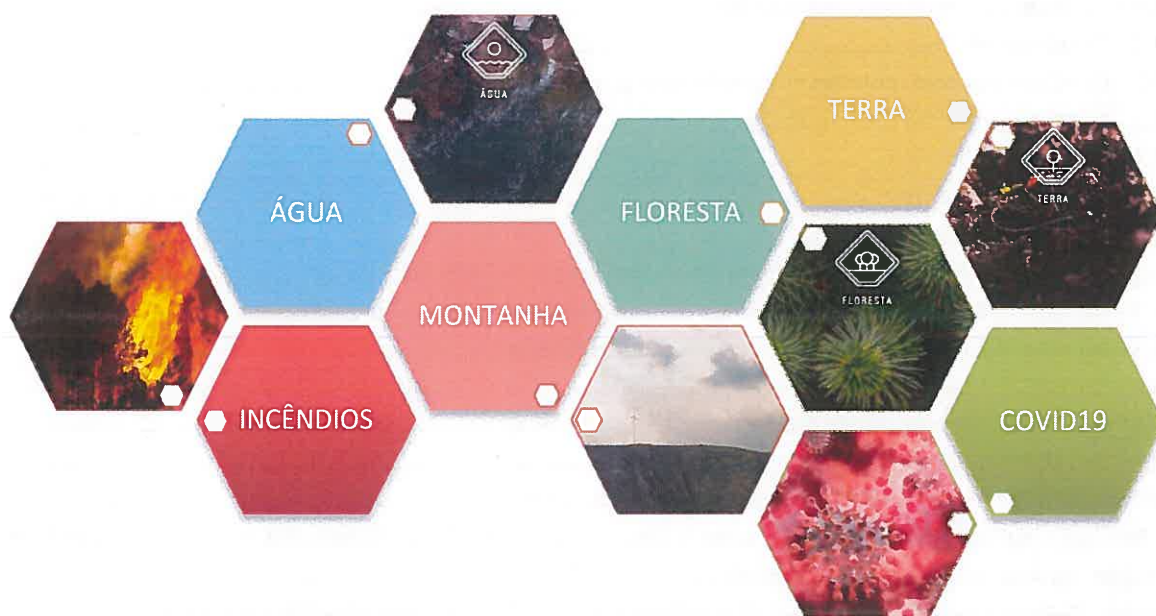 ÁGUA
TERRA
ÁGUA
FLORESTA
TERRA
FLORESTA
MONTANHA
INCÊNDIOS
COVID19